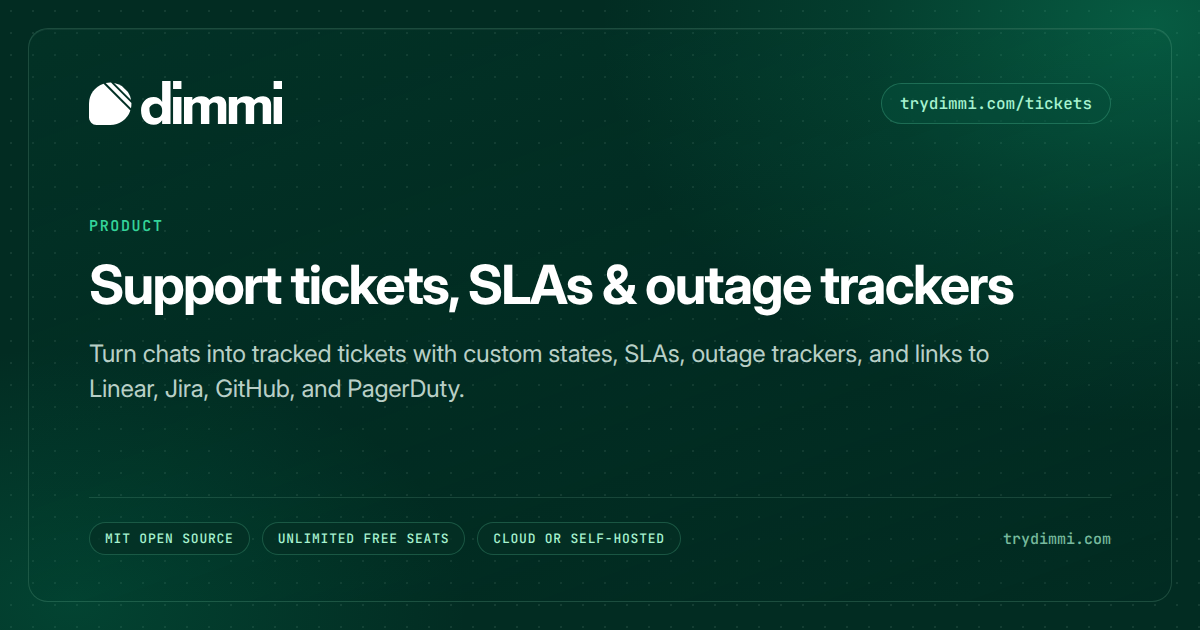 dimmi
trydimmi.com/tickets
PRODUCT
Support tickets, SLAs & outage trackers
Turn chats into tracked tickets with custom states, SLAs, outage trackers, and links to
Linear, Jira, GitHub, and PagerDuty.
MIT OPEN SOURCE
UNLIMITED FREE SEATS
CLOUD OR SELF-HOSTED
trydimmi.com